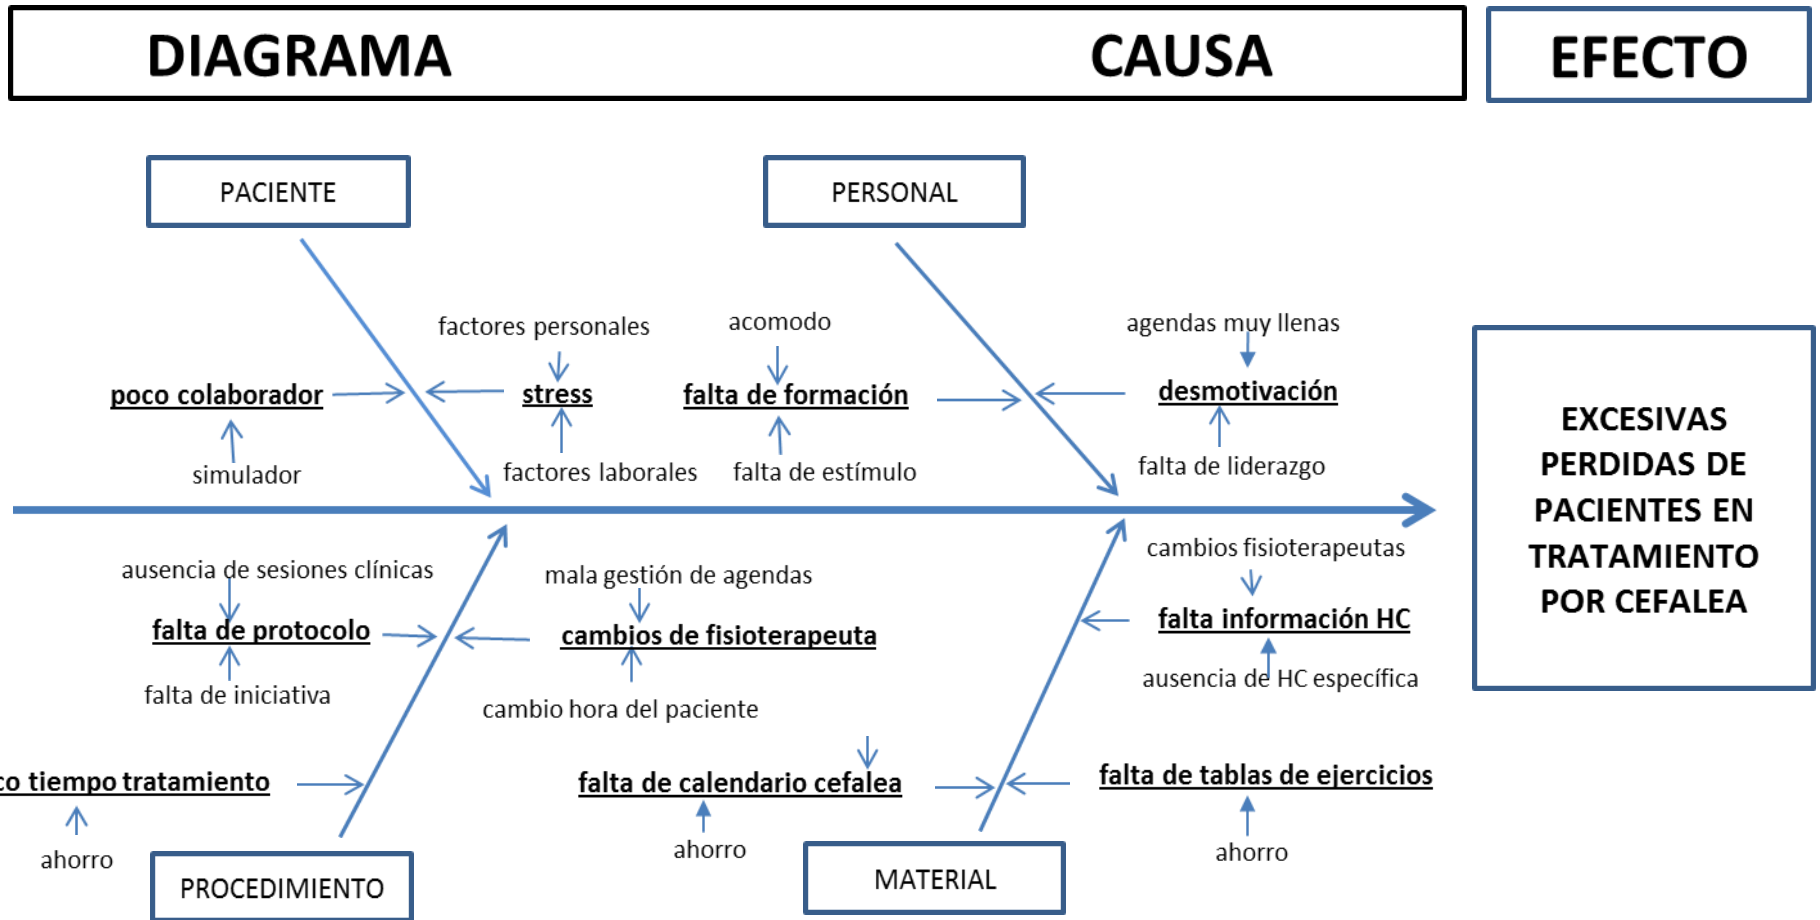 DIAGRAMA CAUSA EFECTO
PACIENTE
PERSONAL
factores personales
acomodo
agendas muy llenas
poco colaborador
stress
falta de formación
desmotivación
simulador
factores laborales
falta de estímulo
falta de liderazgo
EXCESIVAS
PERDIDAS DE
PACIENTES EN
TRATAMIENTO
POR CEFALEA
ausencia de sesiones clínicas
mala gestión de agendas
cambios fisioterapeutas
falta de protocolo
cambios de fisioterapeuta
falta información HC
falta de iniciativa
cambio hora del paciente
ausencia de HC específica
co tiempo tratamiento
falta de calendario cefalea
falta de tablas de ejercicios
ahorro
ahorro
ahorro
PROCEDIMIENTO
MATERIAL